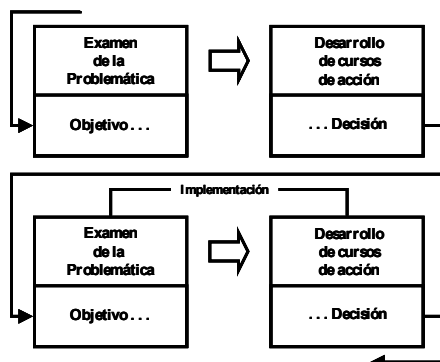 Examen
de la
Problemática
Objetivo . . .
Desarrollo
de cursos
de acción
. . . Decisión
Implementación
Examen
de la
Problemática
Objetivo . . .
Desarrollo
de cursos
de acción
. . . Decisión